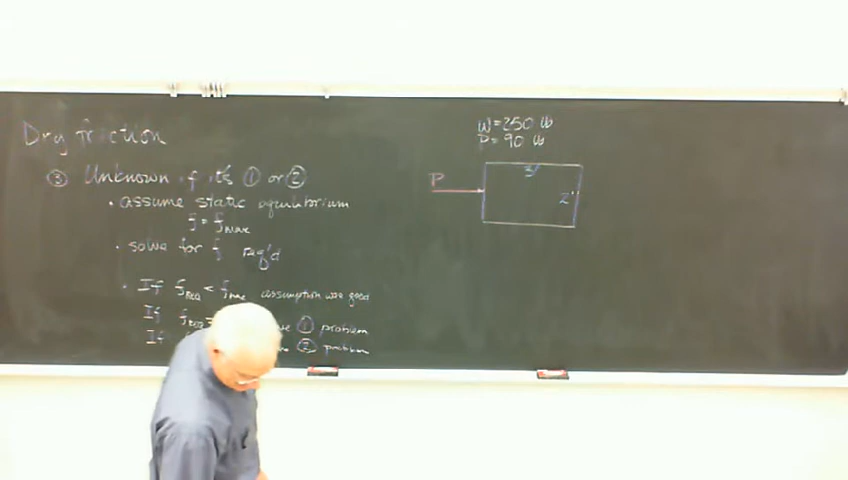 Dry friction
③ Unknown f, it's ① or ②
• assume static equilibrium
f = fmax
• solve for f req'd
• If freq < fmax assumption was good
If freq ① problem
If ② problem
W = 250 lb
P = 90 lb
P
3'
2'